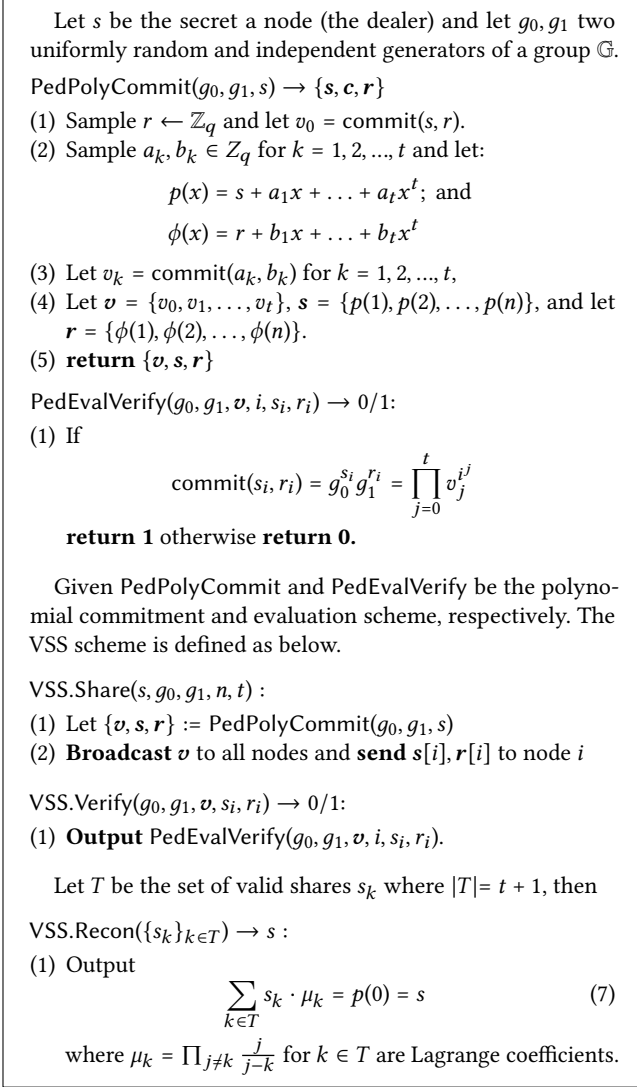 Let s be the secret a node (the dealer) and let g₀, g₁ two
uniformly random and independent generators of a group 𝔾.
PedPolyCommit(g₀, g₁, s) → {s, c, r}
(1) Sample r ← ℤ_q and let v₀ = commit(s, r).
(2) Sample a_k, b_k ∈ Z_q for k = 1, 2, ..., t and let:
p(x) = s + a₁x + . . . + a_t x^t; and
ϕ(x) = r + b₁x + . . . + b_t x^t
(3) Let v_k = commit(a_k, b_k) for k = 1, 2, ..., t,
(4) Let v = {v₀, v₁, . . . , v_t}, s = {p(1), p(2), . . . , p(n)}, and let
r = {ϕ(1), ϕ(2), . . . , ϕ(n)}.
(5) return {v, s, r}
PedEvalVerify(g₀, g₁, v, i, s_i, r_i) → 0/1:
(1) If
commit(s_i, r_i) = g₀^{s_i} g₁^{r_i} = ∏_{j=0}^{t} v_j^{i^j}
return 1 otherwise return 0.
Given PedPolyCommit and PedEvalVerify be the polyno-
mial commitment and evaluation scheme, respectively. The
VSS scheme is defined as below.
VSS.Share(s, g₀, g₁, n, t) :
(1) Let {v, s, r} := PedPolyCommit(g₀, g₁, s)
(2) Broadcast v to all nodes and send s[i], r[i] to node i
VSS.Verify(g₀, g₁, v, s_i, r_i) → 0/1:
(1) Output PedEvalVerify(g₀, g₁, v, i, s_i, r_i).
Let T be the set of valid shares s_k where |T|= t + 1, then
VSS.Recon({s_k}_{k∈T}) → s :
(1) Output
∑_{k∈T} s_k · μ_k = p(0) = s (7)
where μ_k = ∏_{j≠k} j/(j−k) for k ∈ T are Lagrange coefficients.